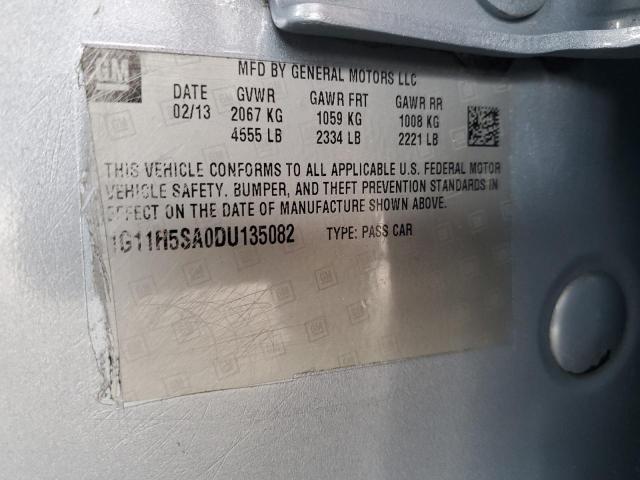 GM
MFD BY GENERAL MOTORS LLC
DATE GVWR GAWR FRT GAWR RR
02/13 2067 KG 1059 KG 1008 KG
4555 LB 2334 LB 2221 LB
THIS VEHICLE CONFORMS TO ALL APPLICABLE U.S. FEDERAL MOTOR
VEHICLE SAFETY, BUMPER, AND THEFT PREVENTION STANDARDS IN
EFFECT ON THE DATE OF MANUFACTURE SHOWN ABOVE.
1G11H5SA0DU135082 TYPE: PASS CAR